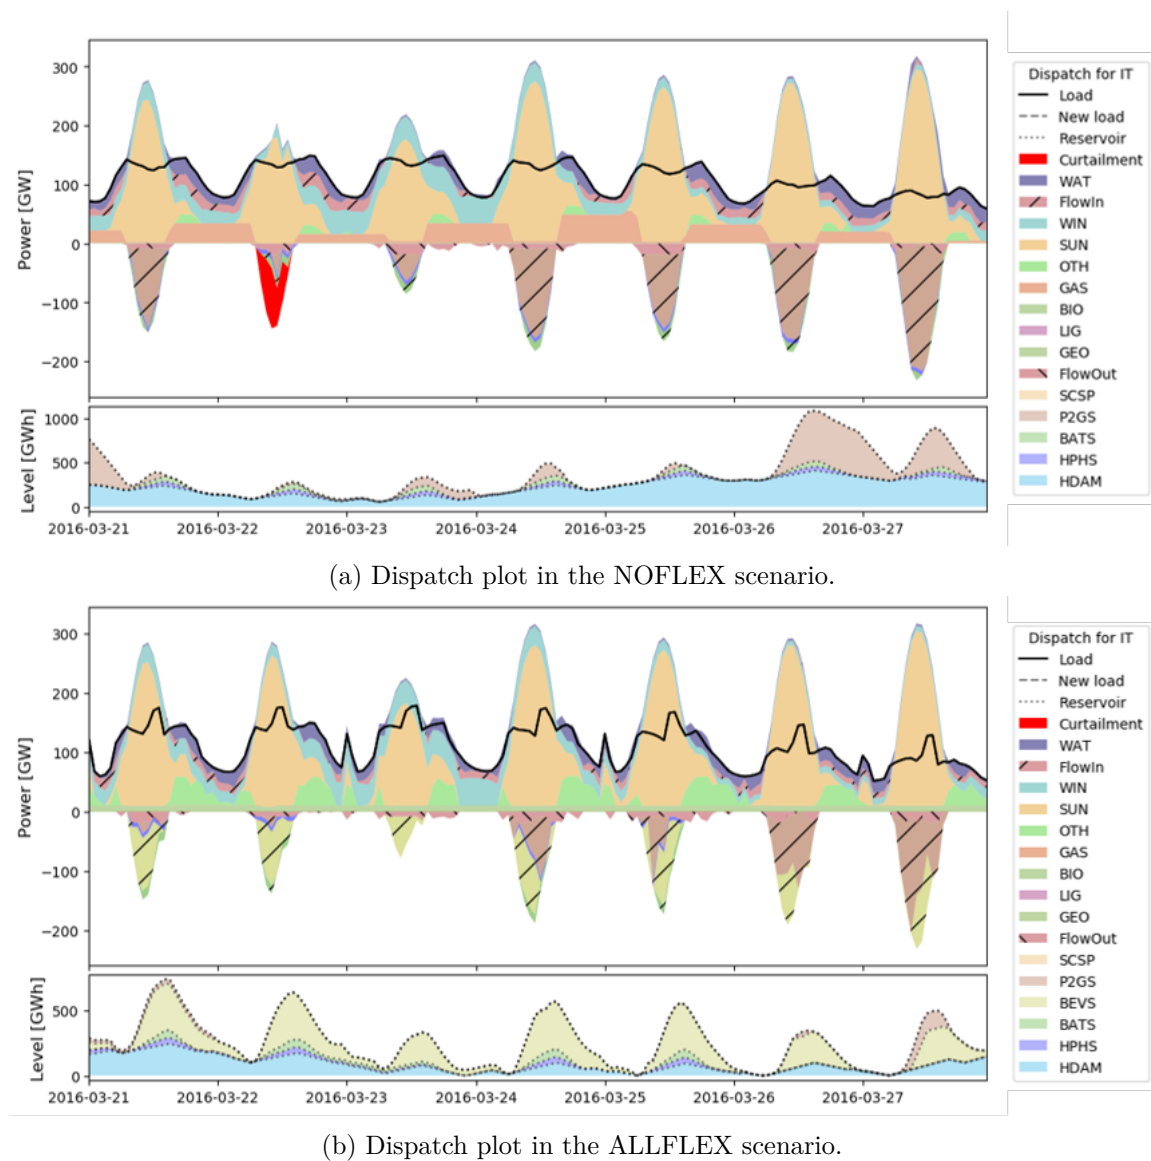 300
200
100
0
−100
−200
Power [GW]
1000
500
0
Level [GWh]
2016-03-21 2016-03-22 2016-03-23 2016-03-24 2016-03-25 2016-03-26 2016-03-27
Dispatch for IT
Load
New load
Reservoir
Curtailment
WAT
FlowIn
WIN
SUN
OTH
GAS
BIO
LIG
GEO
FlowOut
SCSP
P2GS
BATS
HPHS
HDAM
(a) Dispatch plot in the NOFLEX scenario.
300
200
100
0
−100
−200
Power [GW]
500
0
Level [GWh]
2016-03-21 2016-03-22 2016-03-23 2016-03-24 2016-03-25 2016-03-26 2016-03-27
Dispatch for IT
Load
New load
Reservoir
Curtailment
WAT
FlowIn
WIN
SUN
OTH
GAS
BIO
LIG
GEO
FlowOut
SCSP
P2GS
BEVS
BATS
HPHS
HDAM
(b) Dispatch plot in the ALLFLEX scenario.